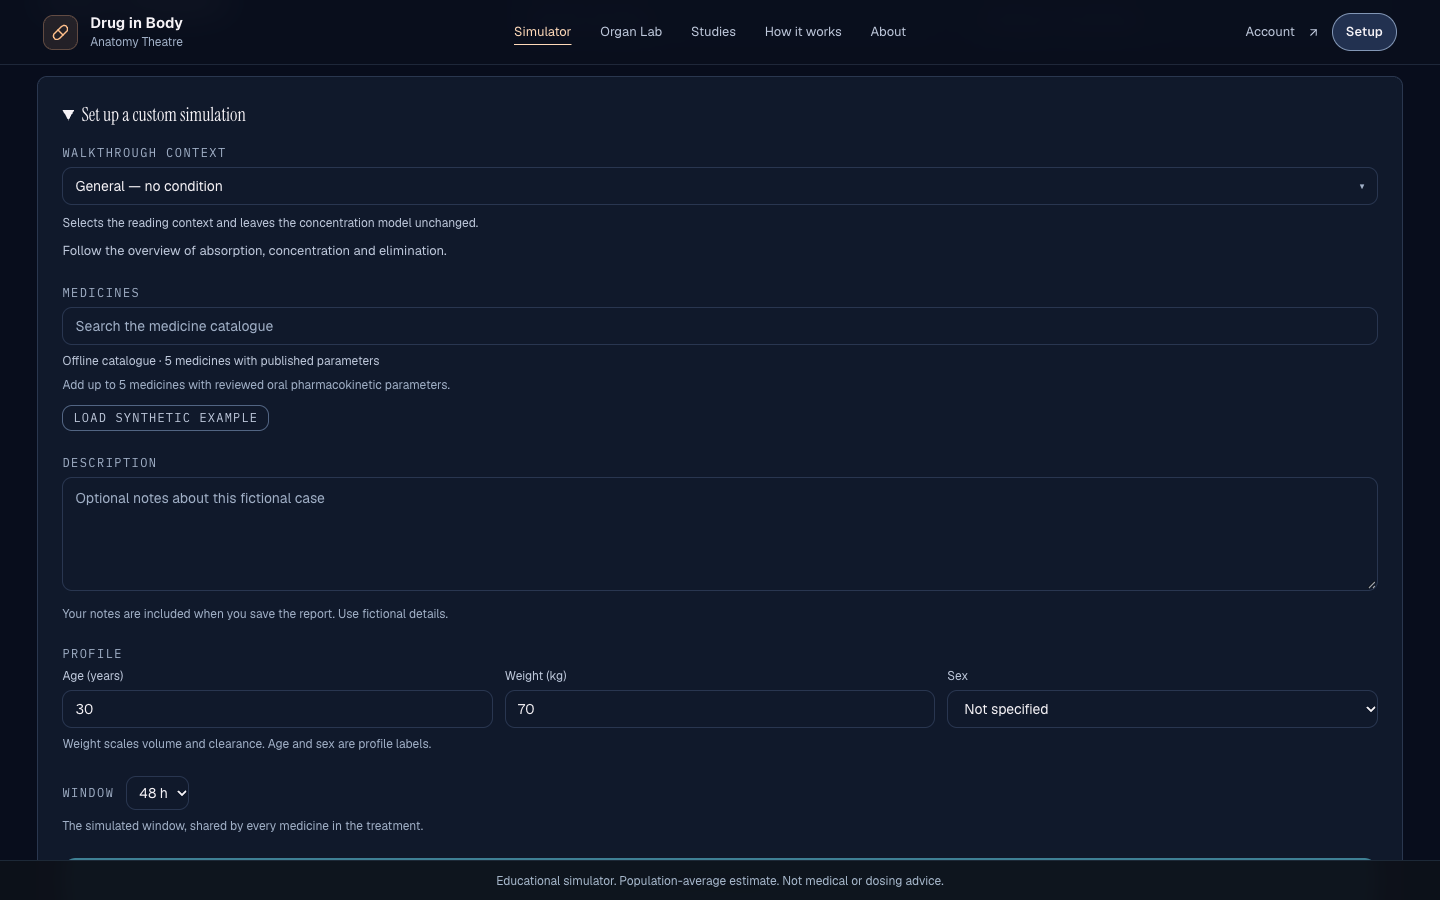 Drug in Body
Anatomy Theatre
Simulator
Organ Lab
Studies
How it works
About
Account
Setup
Set up a custom simulation
WALKTHROUGH CONTEXT
General — no condition
Selects the reading context and leaves the concentration model unchanged.
Follow the overview of absorption, concentration and elimination.
MEDICINES
Search the medicine catalogue
Offline catalogue · 5 medicines with published parameters
Add up to 5 medicines with reviewed oral pharmacokinetic parameters.
LOAD SYNTHETIC EXAMPLE
DESCRIPTION
Optional notes about this fictional case
Your notes are included when you save the report. Use fictional details.
PROFILE
Age (years)
Weight (kg)
Sex
30
70
Not specified
Weight scales volume and clearance. Age and sex are profile labels.
WINDOW
48 h
The simulated window, shared by every medicine in the treatment.
Educational simulator. Population-average estimate. Not medical or dosing advice.